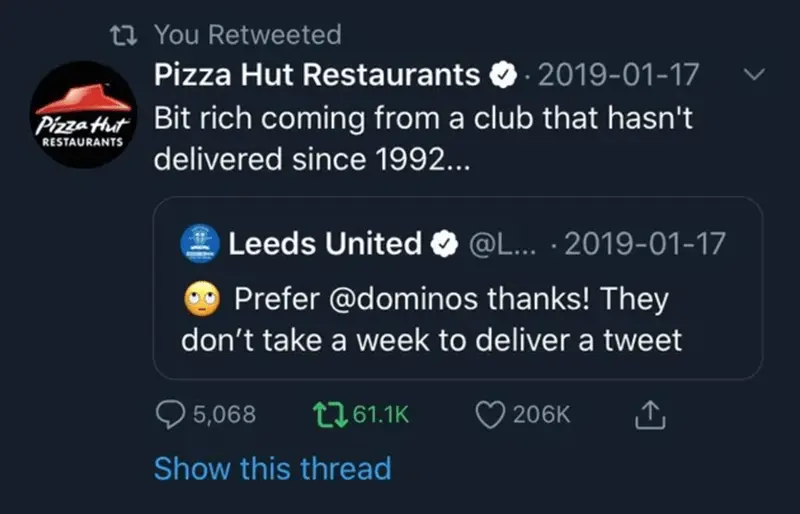 You Retweeted
Pizza Hut Restaurants · 2019-01-17
Pizza Hut
RESTAURANTS
Bit rich coming from a club that hasn't
delivered since 1992...
Leeds United @L... · 2019-01-17
🙄 Prefer @dominos thanks! They
don’t take a week to deliver a tweet
5,068 61.1K 206K
Show this thread